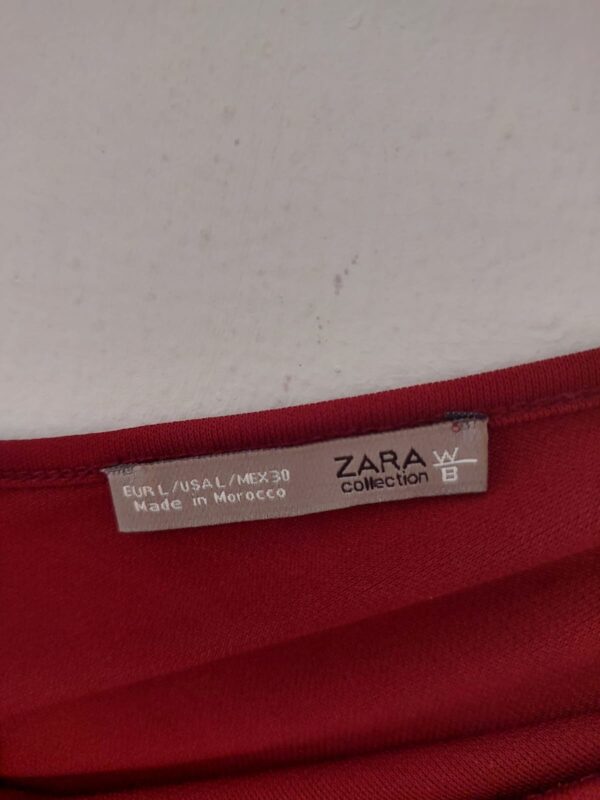 EUR L/USA L/MEX 30
Made in Morocco
ZARA
collection
W/B